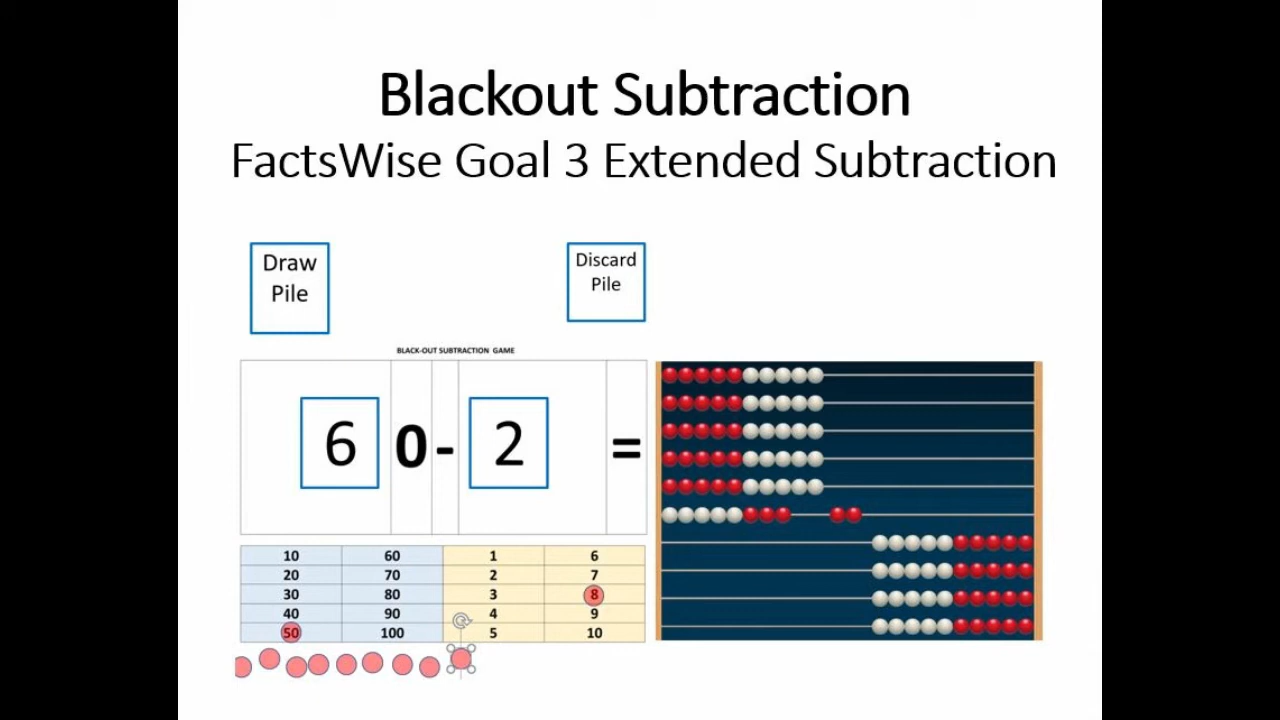 Blackout Subtraction
FactsWise Goal 3 Extended Subtraction
Draw
Pile
Discard
Pile
BLACK-OUT SUBTRACTION GAME
6 0 - 2 =
10 60 1 6
20 70 2 7
30 80 3 8
40 90 4 9
50 100 5 10